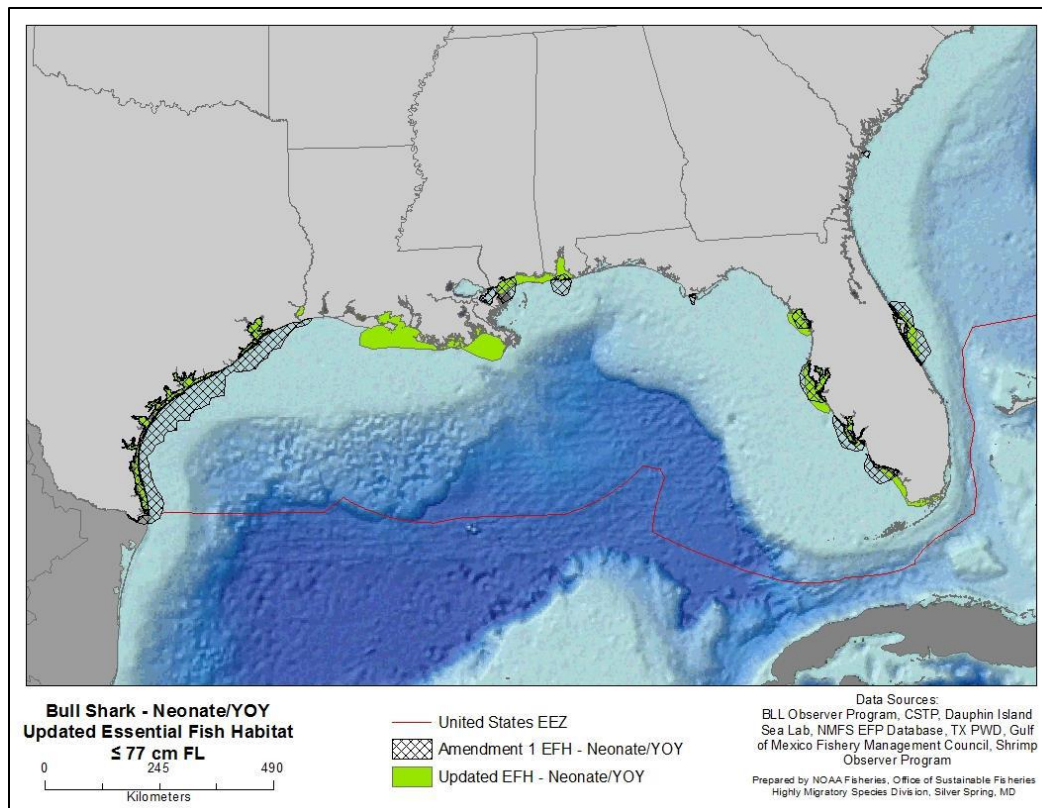 Bull Shark - Neonate/YOY
Updated Essential Fish Habitat
≤ 77 cm FL
0 245 490
Kilometers
United States EEZ
Amendment 1 EFH - Neonate/YOY
Updated EFH - Neonate/YOY
Data Sources:
BLL Observer Program, CSTP, Dauphin Island
Sea Lab, NMFS EFP Database, TX PWD, Gulf
of Mexico Fishery Management Council, Shrimp
Observer Program
Prepared by NOAA Fisheries, Office of Sustainable Fisheries
Highly Migratory Species Division, Silver Spring, MD